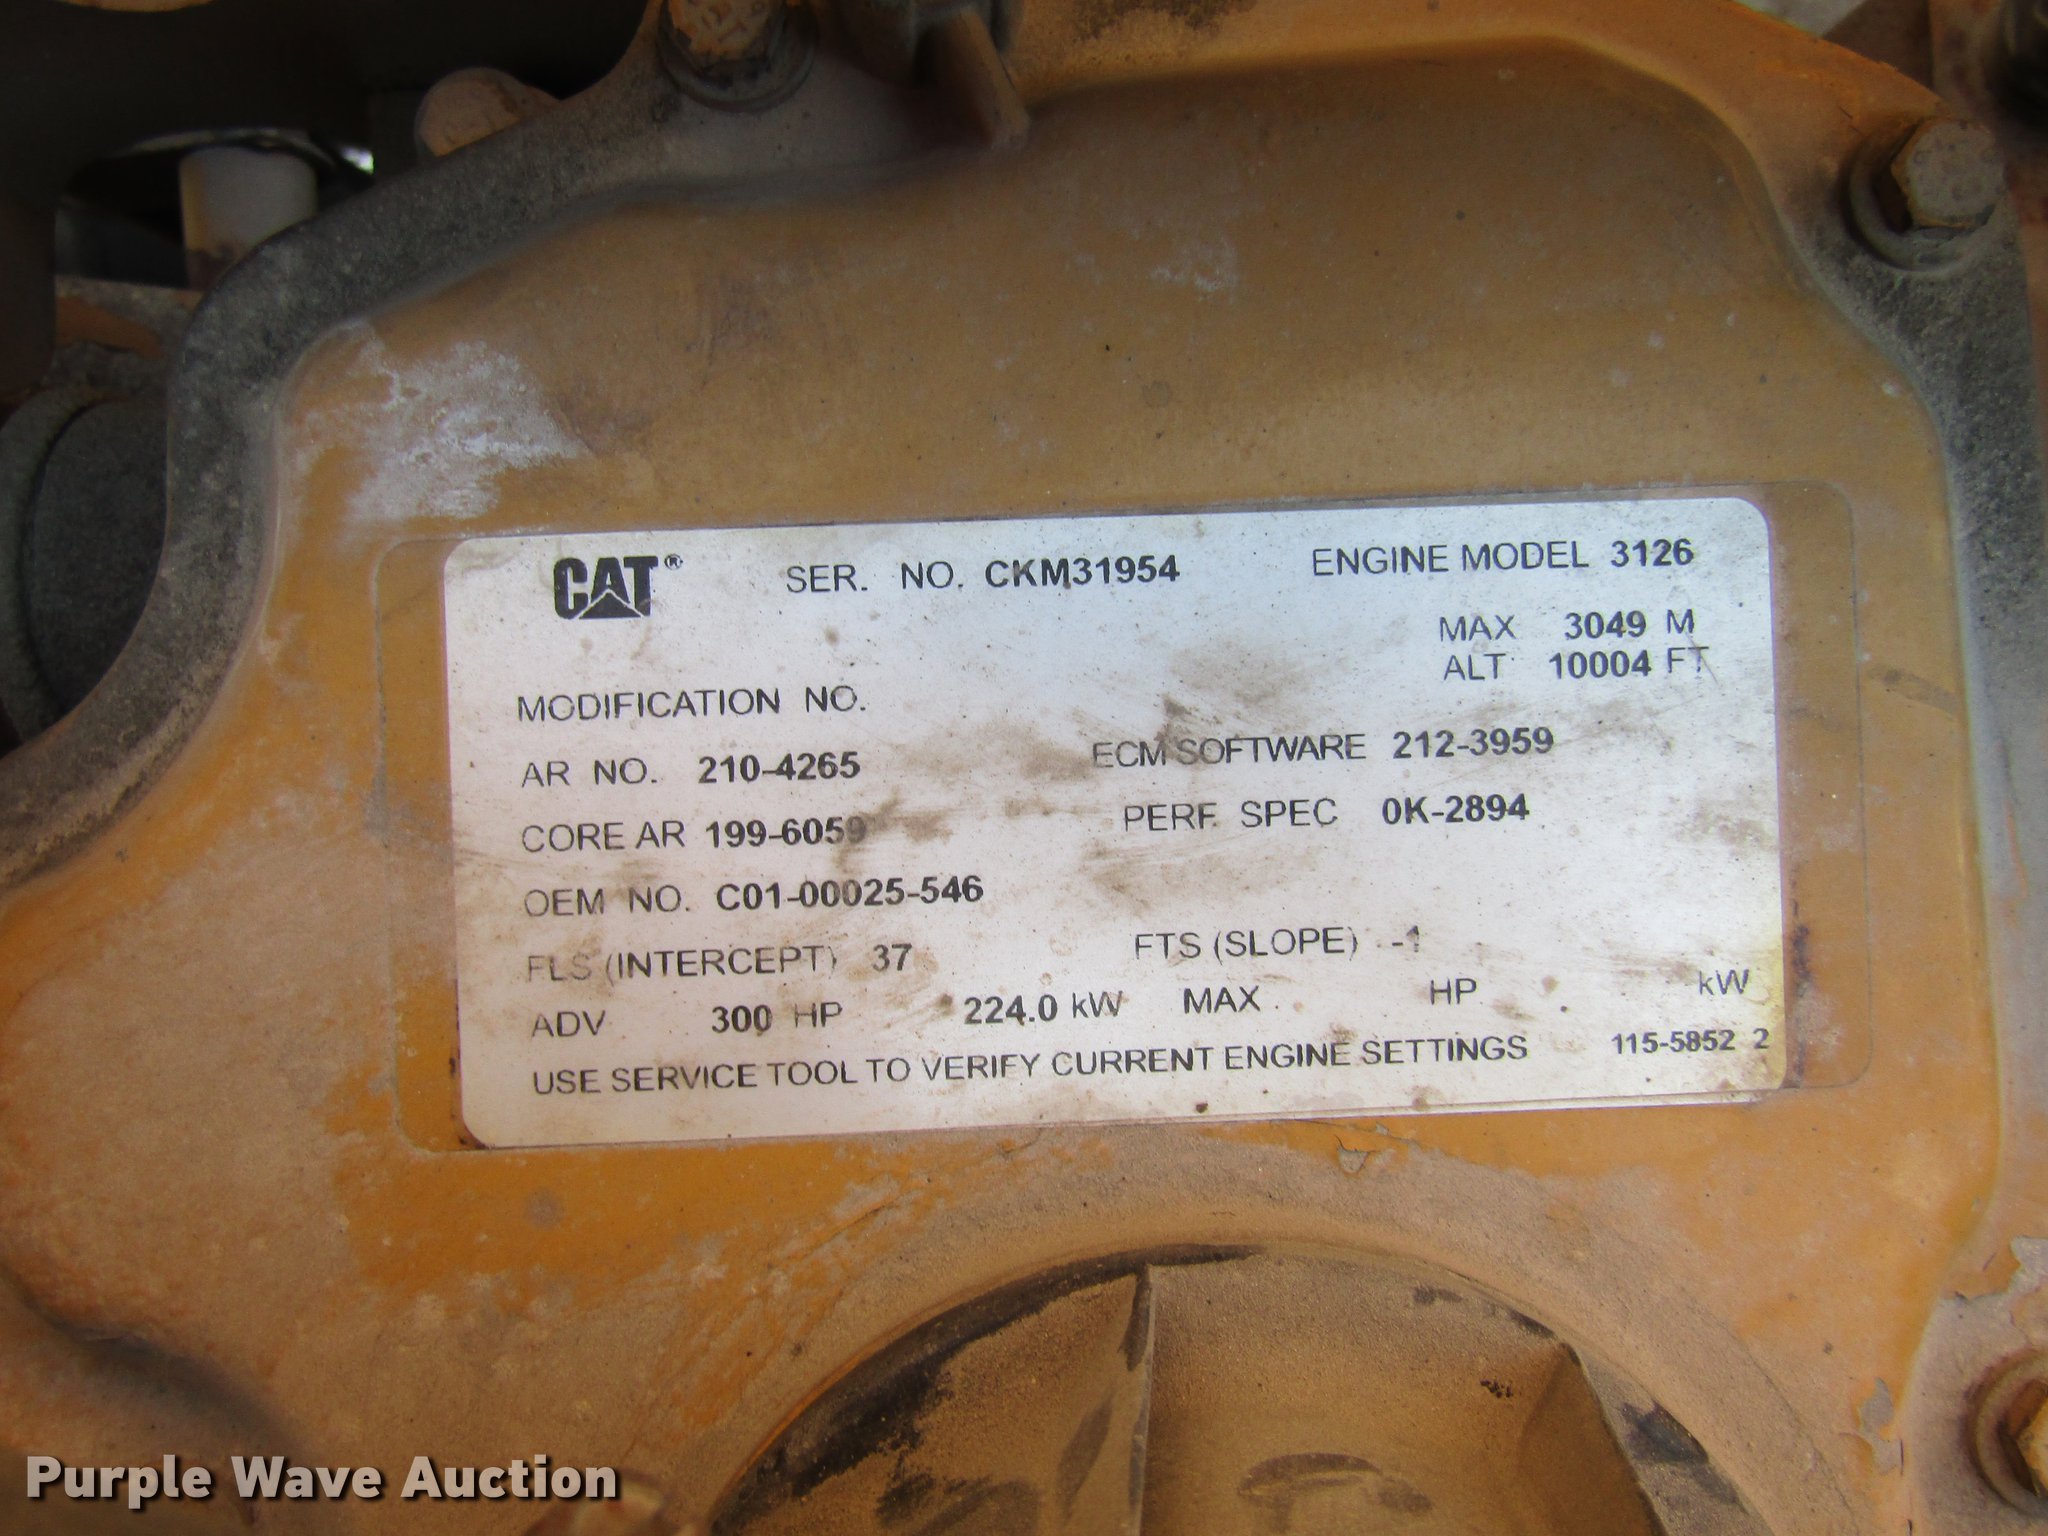 CAT® SER. NO. CKM31954 ENGINE MODEL 3126
MAX 3049 M
ALT 10004 FT
MODIFICATION NO.
AR NO. 210-4265 ECM SOFTWARE 212-3959
CORE AR 199-6059 PERF. SPEC 0K-2894
OEM NO. C01-00025-546
FLS (INTERCEPT) 37 FTS (SLOPE) -1
ADV 300 HP 224.0 kW MAX HP kW
USE SERVICE TOOL TO VERIFY CURRENT ENGINE SETTINGS 115-5852 2
Purple Wave Auction